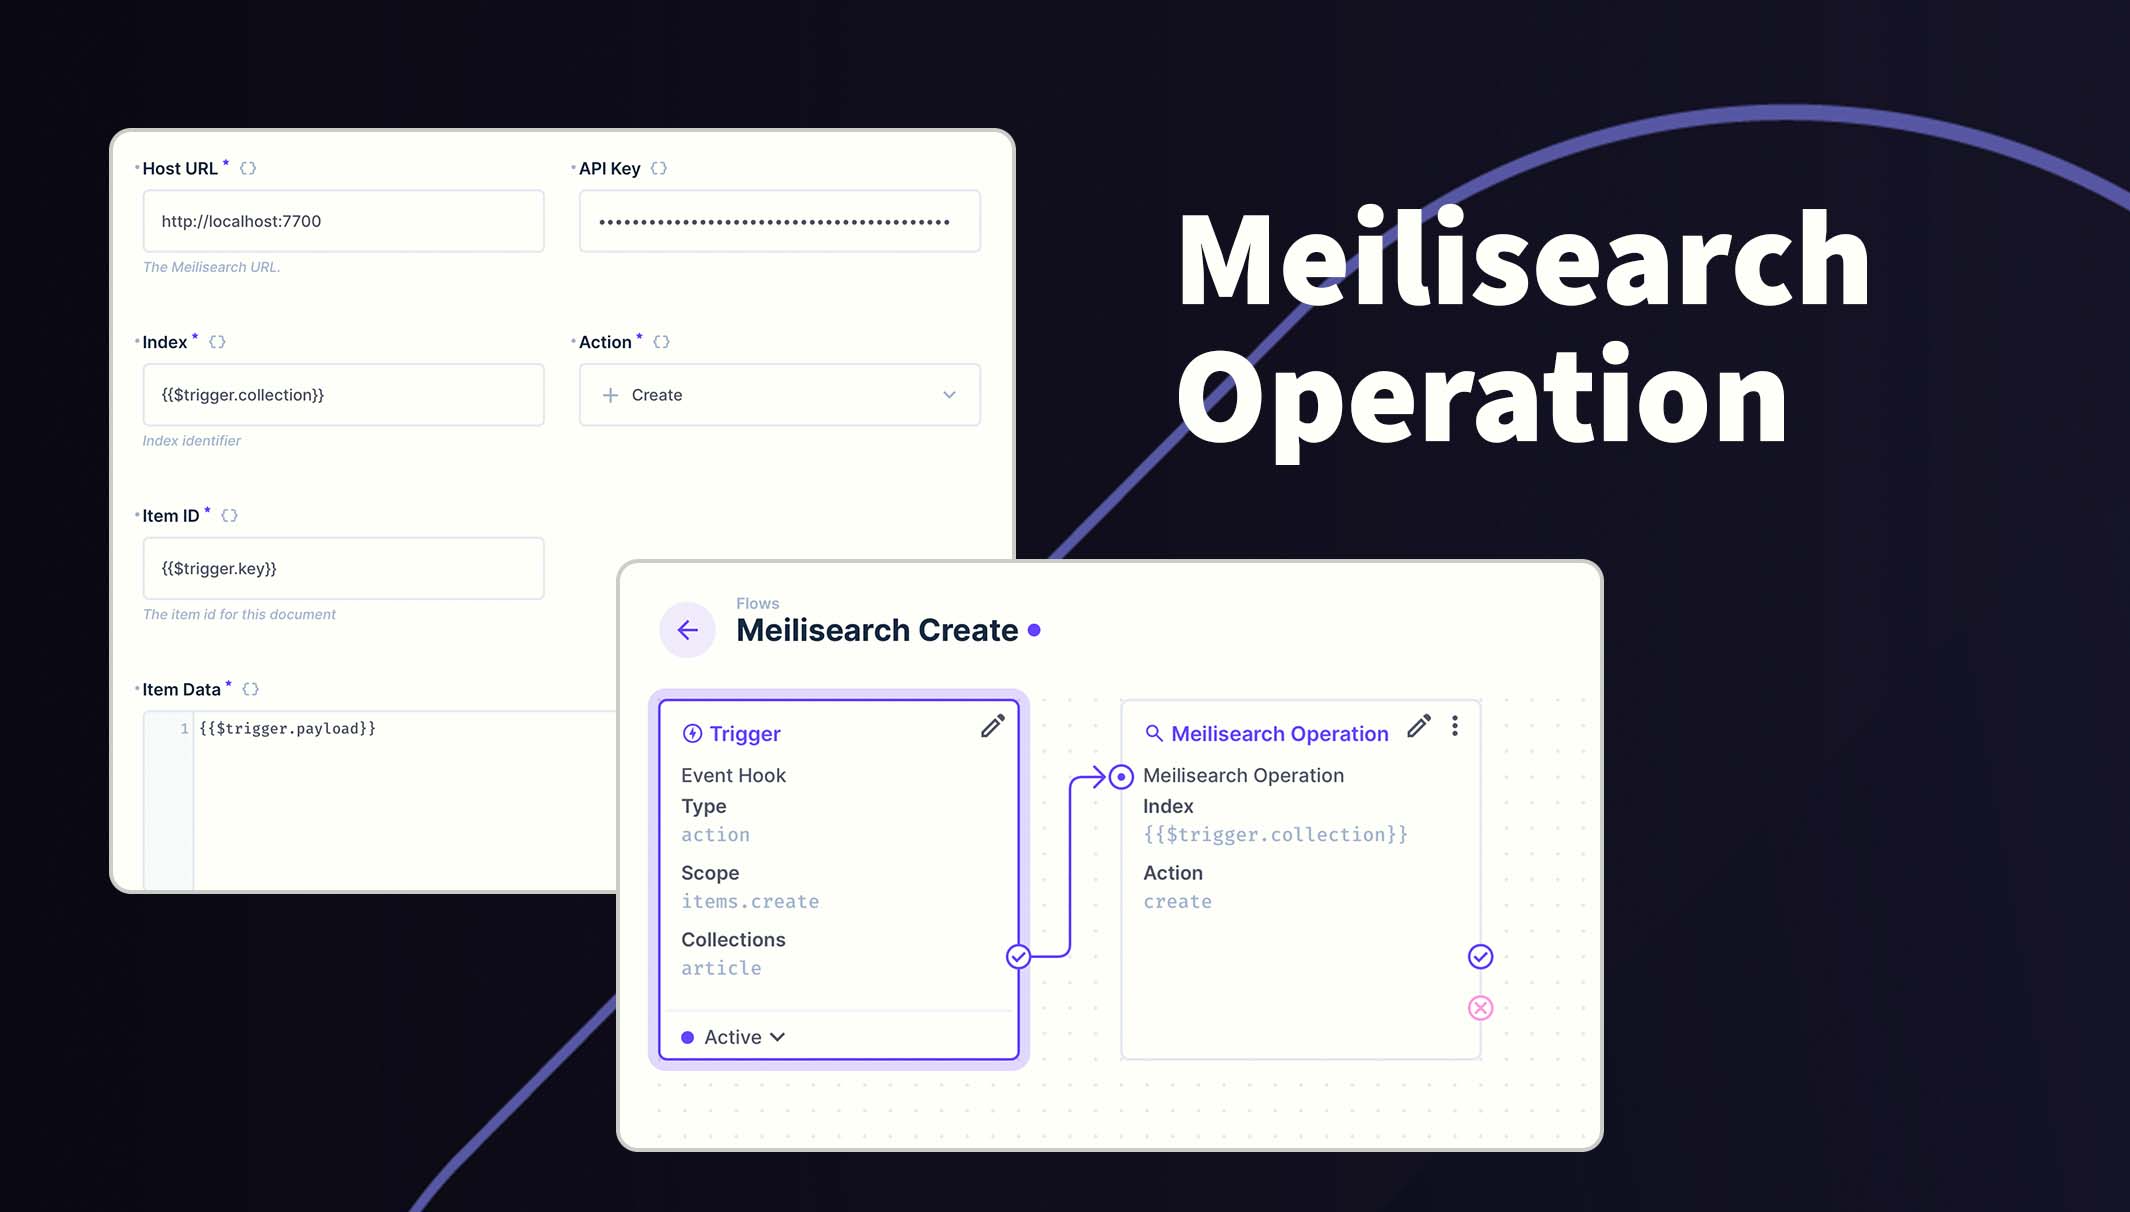 Meilisearch
Operation
Host URL *
http://localhost:7700
The Meilisearch URL.
API Key
••••••••••••••••••••••••••••••••••••••••••
Index *
{{$trigger.collection}}
Index identifier
Action *
Create
Item ID *
{{$trigger.key}}
The item id for this document
Item Data *
1 {{$trigger.payload}}
Flows
Meilisearch Create
Trigger
Event Hook
Type
action
Scope
items.create
Collections
article
Active
Meilisearch Operation
Meilisearch Operation
Index
{{$trigger.collection}}
Action
create